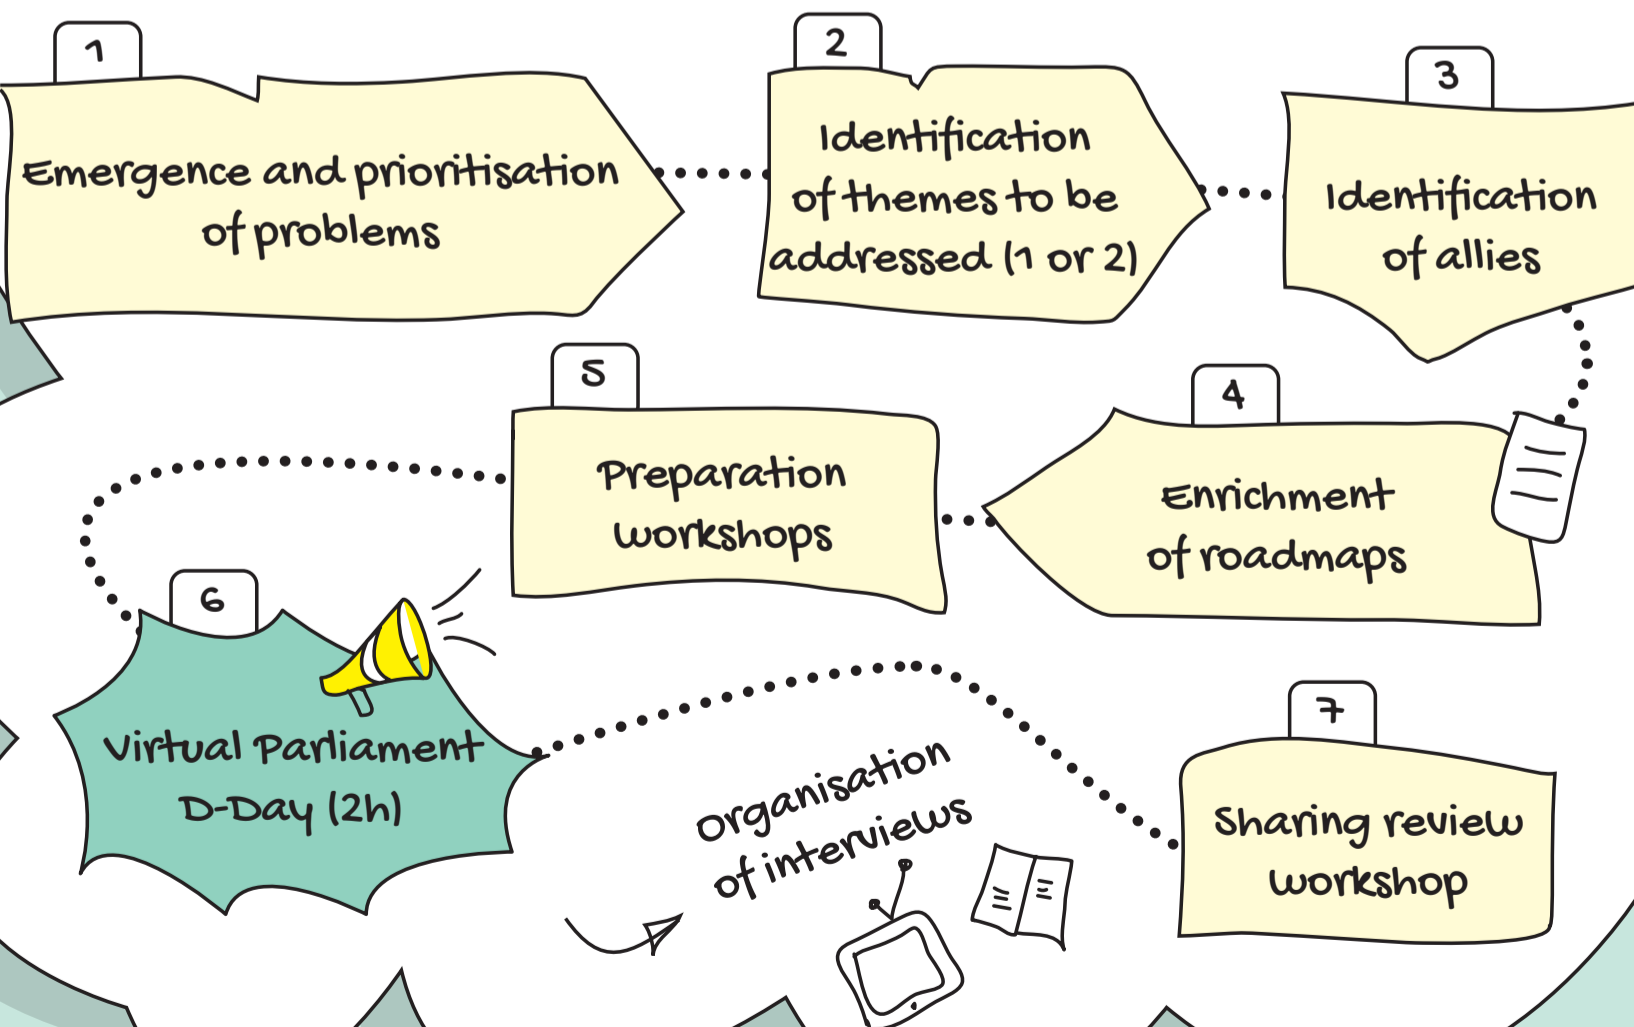 1
Emergence and prioritisation
of problems
2
Identification
of themes to be
addressed (1 or 2)
3
Identification
of allies
4
Enrichment
of roadmaps
5
Preparation
workshops
6
Virtual Parliament
D-Day (2h)
Organisation
of interviews
7
Sharing review
workshop